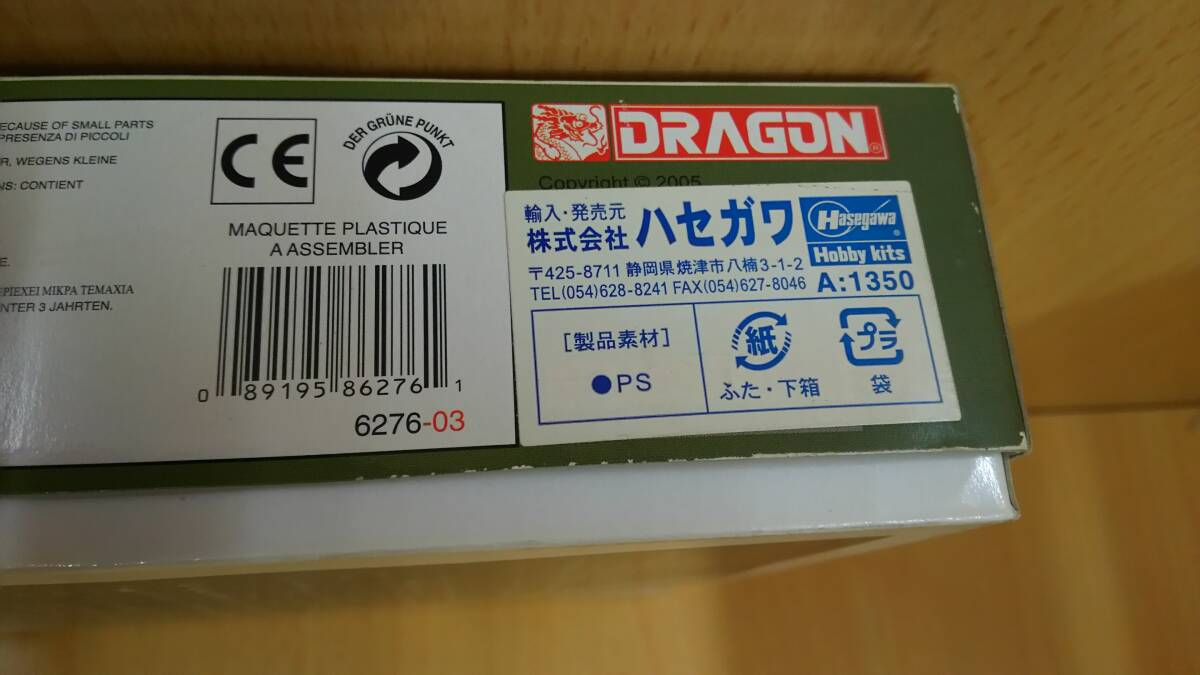 ECAUSE OF SMALL PARTS
PRESENZA DI PICCOLI
R, WEGENS KLEINE
NS: CONTIENT
E.
PIEXEI MIKPA TEMAXIA
NTER 3 JAHRTEN.
CE
DER GRÜNE PUNKT
MAQUETTE PLASTIQUE
A ASSEMBLER
0 89195 86276 1
6276-03
DRAGON®
Copyright © 2005
輸入・発売元
株式会社 ハセガワ
Hasegawa®
Hobby kits
〒425-8711 静岡県焼津市八楠3-1-2
TEL(054)628-8241 FAX(054)627-8046
A:1350
[製品素材]
●PS
紙
ふた・下箱
プラ
袋